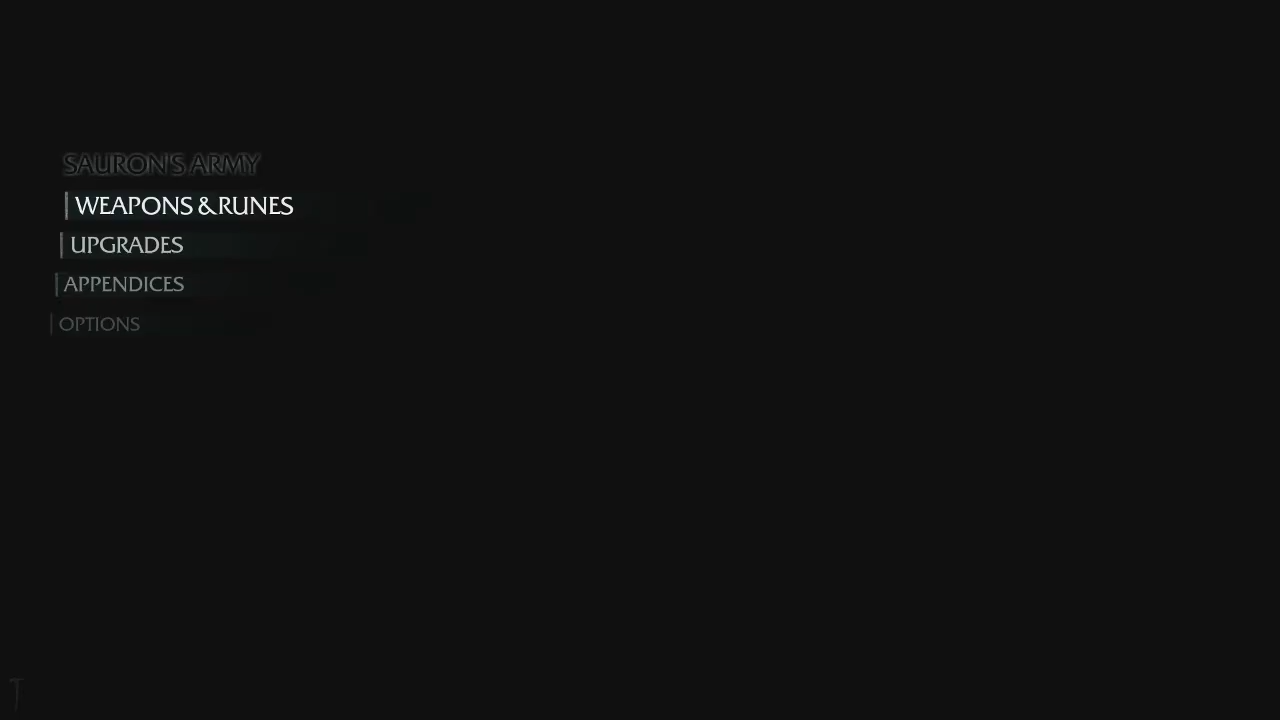 SAURON'S ARMY
WEAPONS & RUNES
UPGRADES
APPENDICES
OPTIONS